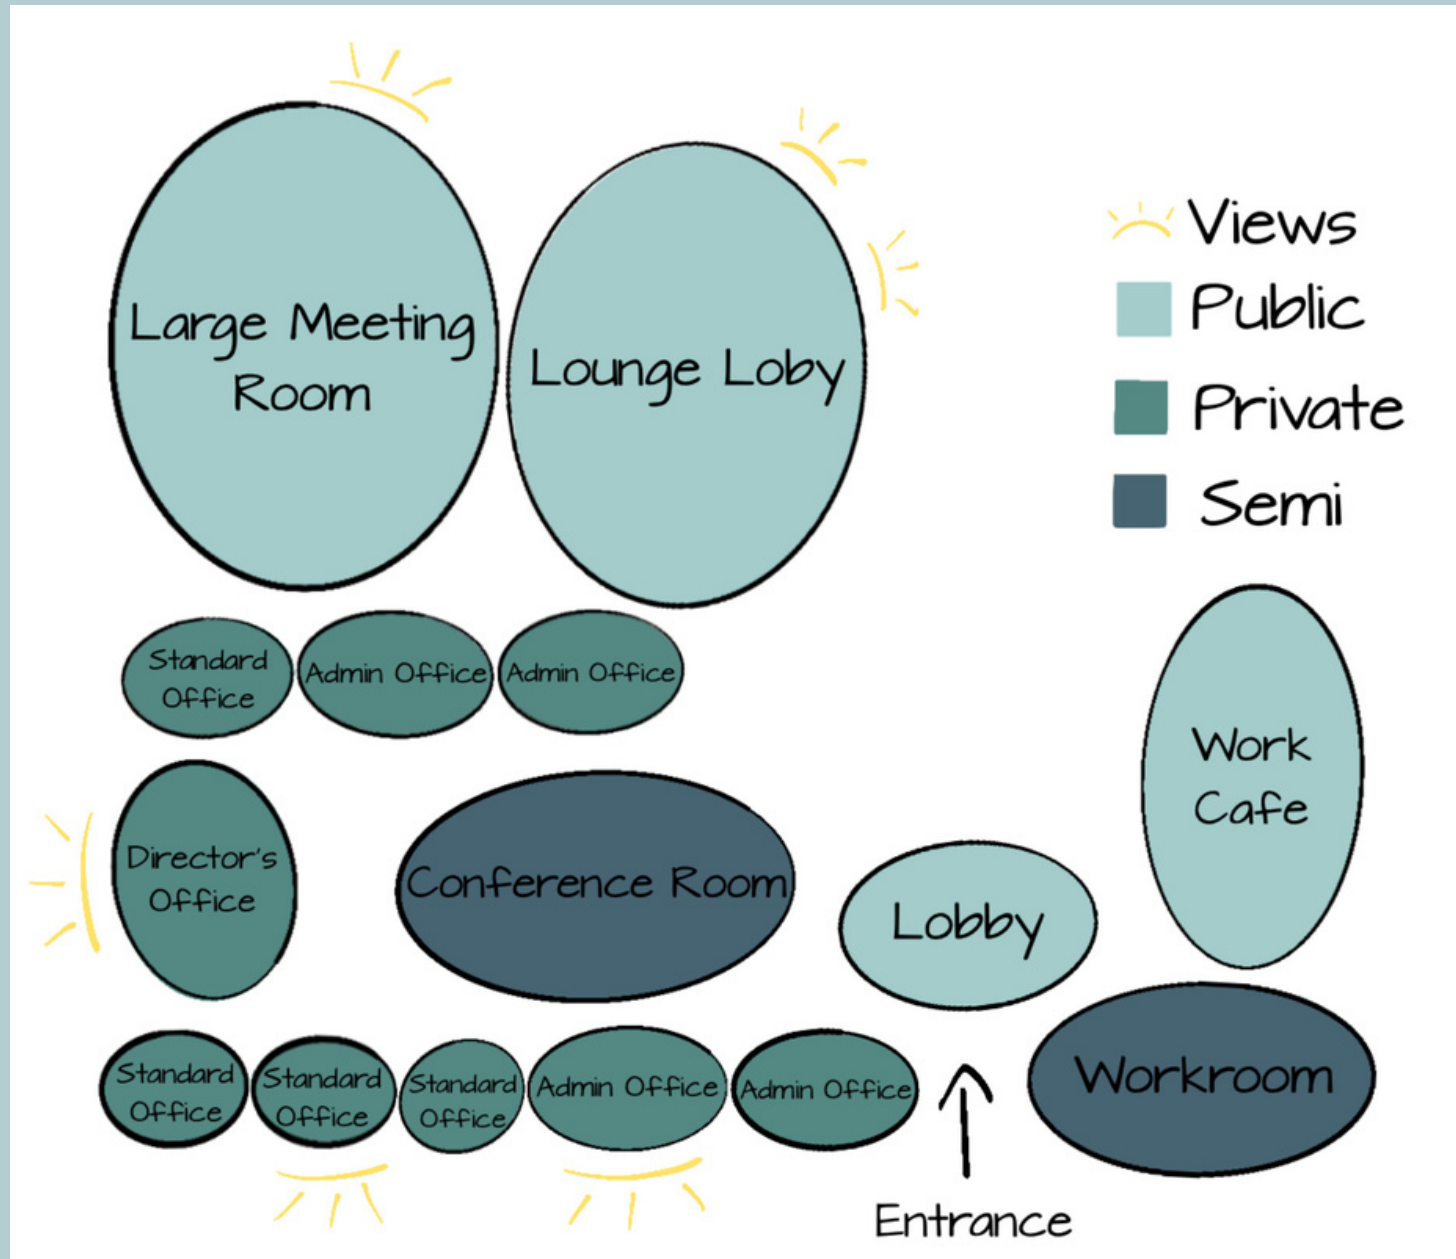 Large Meeting
Room
Lounge Loby
Views
Public
Private
Semi
Standard
Office
Admin Office
Admin Office
Director's
Office
Conference Room
Lobby
Work
Cafe
Standard
Office
Standard
Office
Standard
Office
Admin Office
Admin Office
Workroom
Entrance